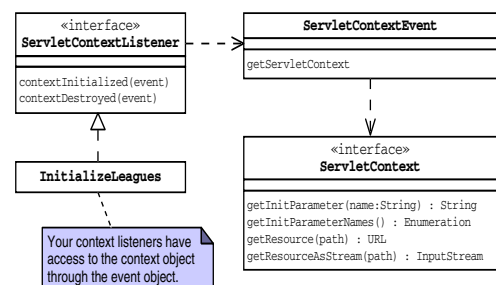 «interface»
ServletContextListener
contextInitialized(event)
contextDestroyed(event)
ServletContextEvent
getServletContext
«interface»
ServletContext
getInitParameter(name:String) : String
getInitParameterNames() : Enumeration
getResource(path) : URL
getResourceAsStream(path) : InputStream
InitializeLeagues
Your context listeners have
access to the context object
through the event object.